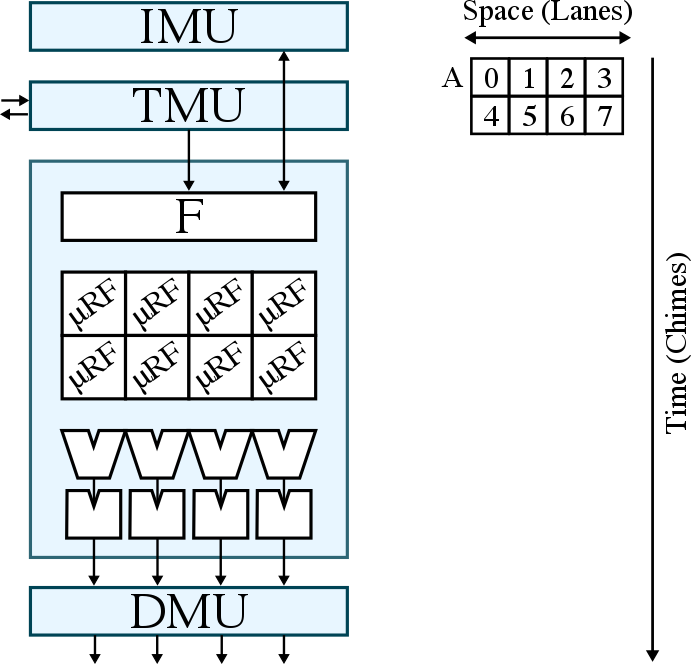 IMU
TMU
F
μRF μRF μRF μRF
μRF μRF μRF μRF
DMU
Space (Lanes)
A 0 1 2 3
4 5 6 7
Time (Chimes)